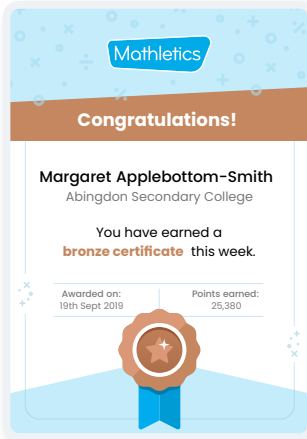 Mathletics
Congratulations!
Margaret Applebottom-Smith
Abingdon Secondary College
You have earned a
bronze certificate this week.
Awarded on:
19th Sept 2019
Points earned:
25,380